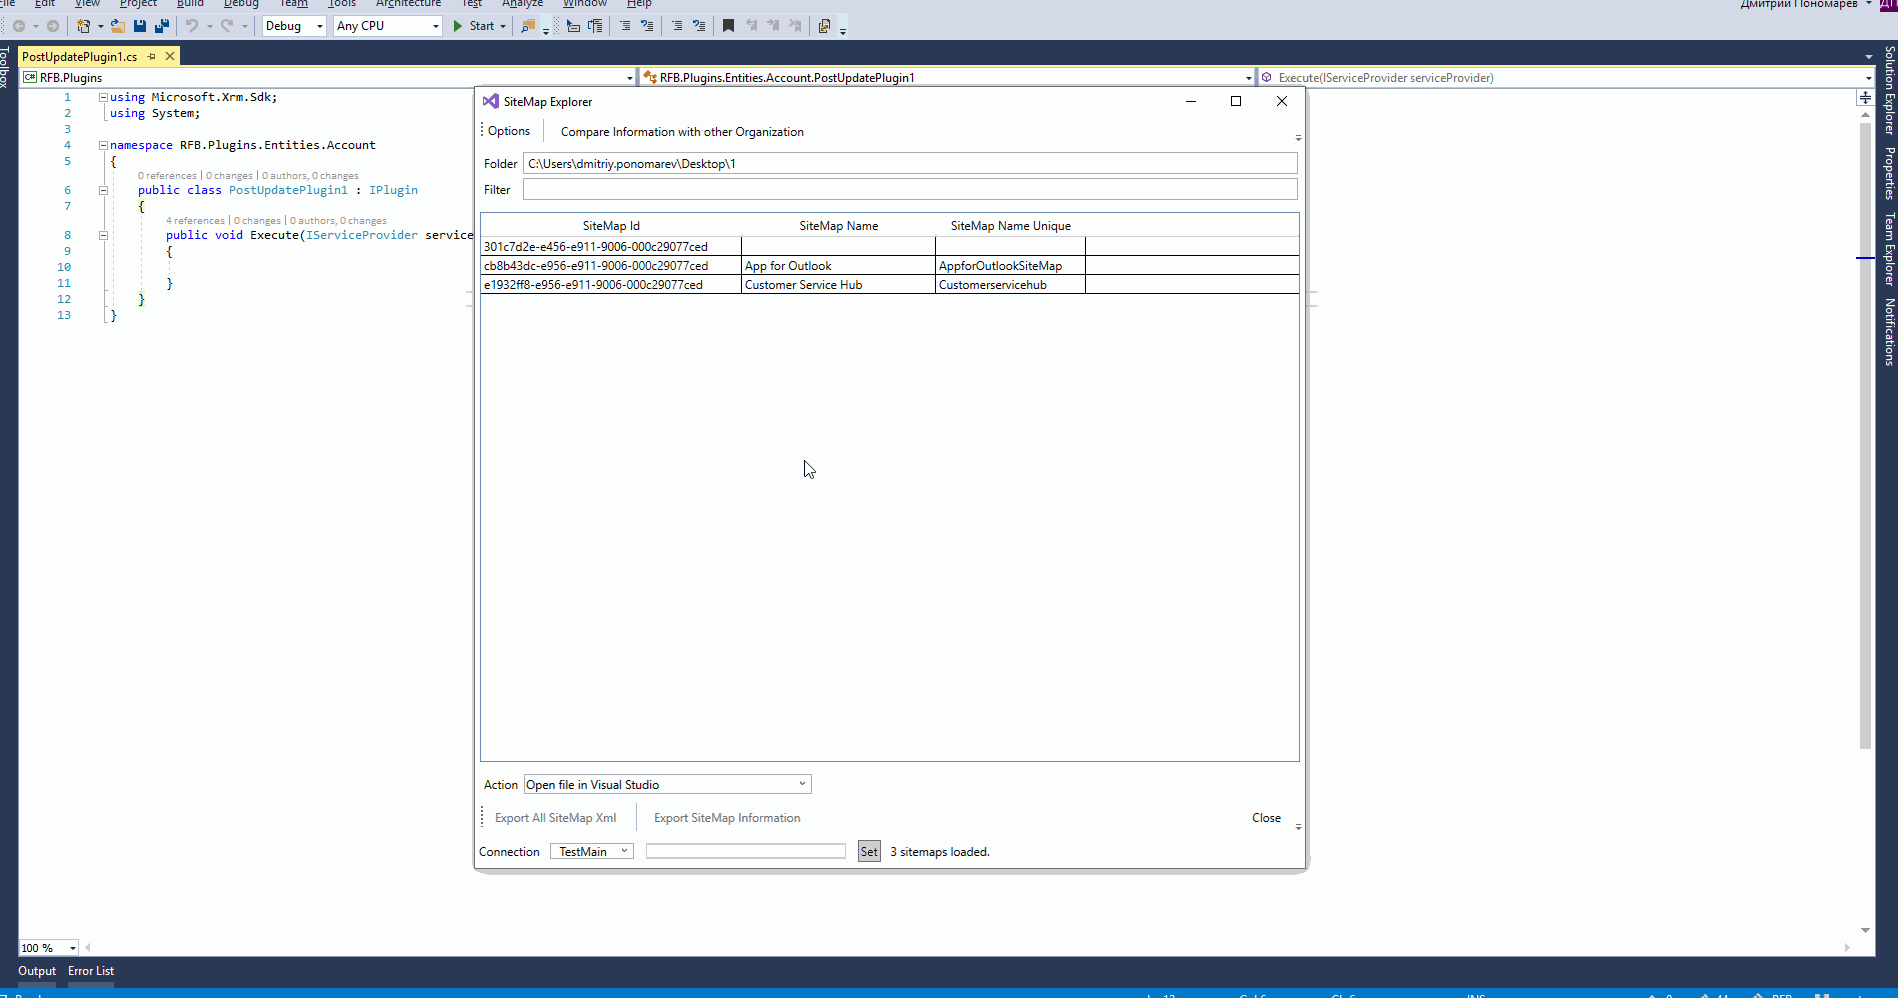 File Edit View Project Build Debug Team Tools Architecture Test Analyze Window Help
Дмитрий Пономарев
ДП
Debug
Any CPU
Start
Toolbox
PostUpdatePlugin1.cs
C# RFB.Plugins
RFB.Plugins.Entities.Account.PostUpdatePlugin1
Execute(IServiceProvider serviceProvider)
1 using Microsoft.Xrm.Sdk;
2 using System;
3
4 namespace RFB.Plugins.Entities.Account
5 {
0 references | 0 changes | 0 authors, 0 changes
6 public class PostUpdatePlugin1 : IPlugin
7 {
4 references | 0 changes | 0 authors, 0 changes
8 public void Execute(IServiceProvider service
9 {
10
11 }
12 }
13 }
SiteMap Explorer
Options
Compare Information with other Organization
Folder C:\Users\dmitriy.ponomarev\Desktop\1
Filter
SiteMap Id SiteMap Name SiteMap Name Unique
301c7d2e-e456-e911-9006-000c29077ced
cb8b43dc-e956-e911-9006-000c29077ced App for Outlook AppforOutlookSiteMap
e1932ff8-e956-e911-9006-000c29077ced Customer Service Hub Customerservicehub
Action Open file in Visual Studio
Export All SiteMap Xml Export SiteMap Information Close
Connection TestMain Set 3 sitemaps loaded.
Solution Explorer
Properties
Team Explorer
Notifications
100 %
Output Error List